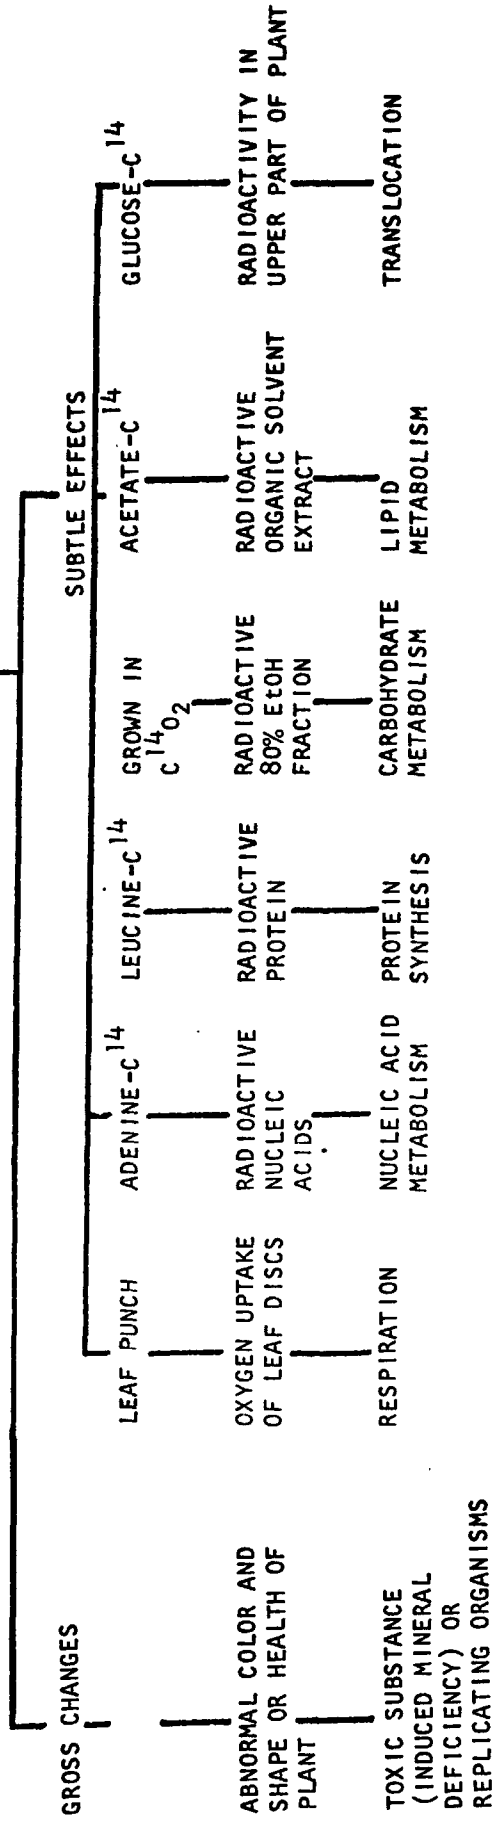 GROSS CHANGES
ABNORMAL COLOR AND
SHAPE OR HEALTH OF
PLANT
TOXIC SUBSTANCE
(INDUCED MINERAL
DEFICIENCY) OR
REPLICATING ORGANISMS
SUBTLE EFFECTS
LEAF PUNCH
OXYGEN UPTAKE
OF LEAF DISCS
RESPIRATION
ADENINE-C¹⁴
RADIOACTIVE
NUCLEIC
ACIDS
NUCLEIC ACID
METABOLISM
LEUCINE-C¹⁴
RADIOACTIVE
PROTEIN
PROTEIN
SYNTHESIS
GROWN IN
C¹⁴O₂
RADIOACTIVE
80% EtOH
FRACTION
CARBOHYDRATE
METABOLISM
ACETATE-C¹⁴
RADIOACTIVE
ORGANIC SOLVENT
EXTRACT
LIPID
METABOLISM
GLUCOSE-C¹⁴
RADIOACTIVITY IN
UPPER PART OF PLANT
TRANSLOCATION